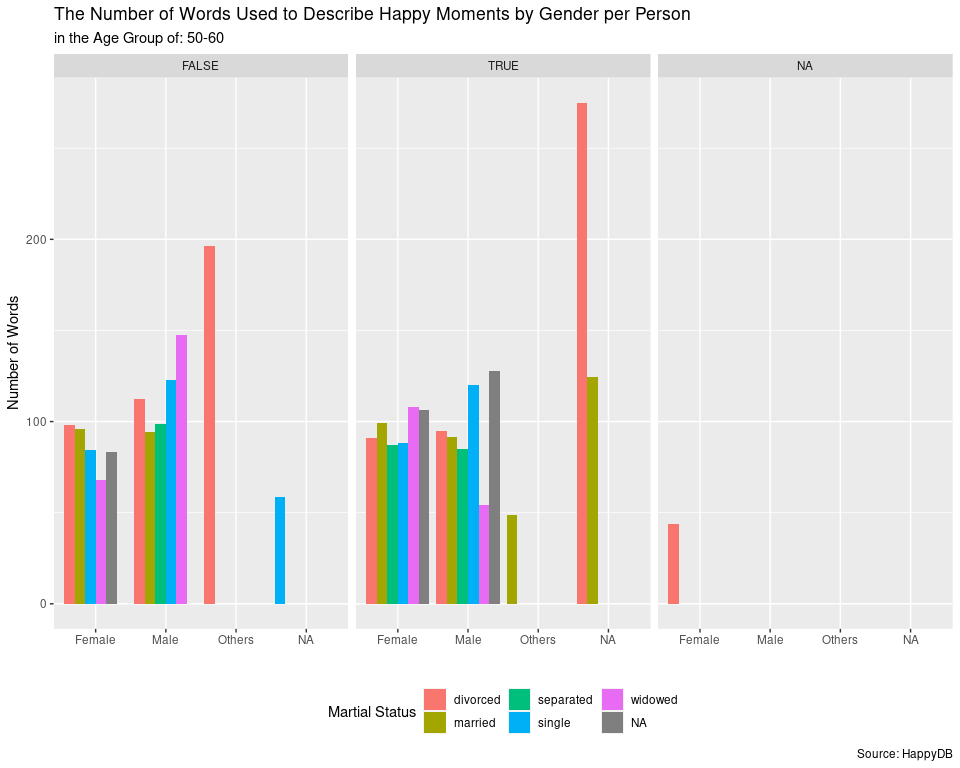 The Number of Words Used to Describe Happy Moments by Gender per Person
in the Age Group of: 50-60
FALSE TRUE NA
Number of Words
200
100
0
Female Male Others NA Female Male Others NA Female Male Others NA
Martial Status
divorced separated widowed
married single NA
Source: HappyDB